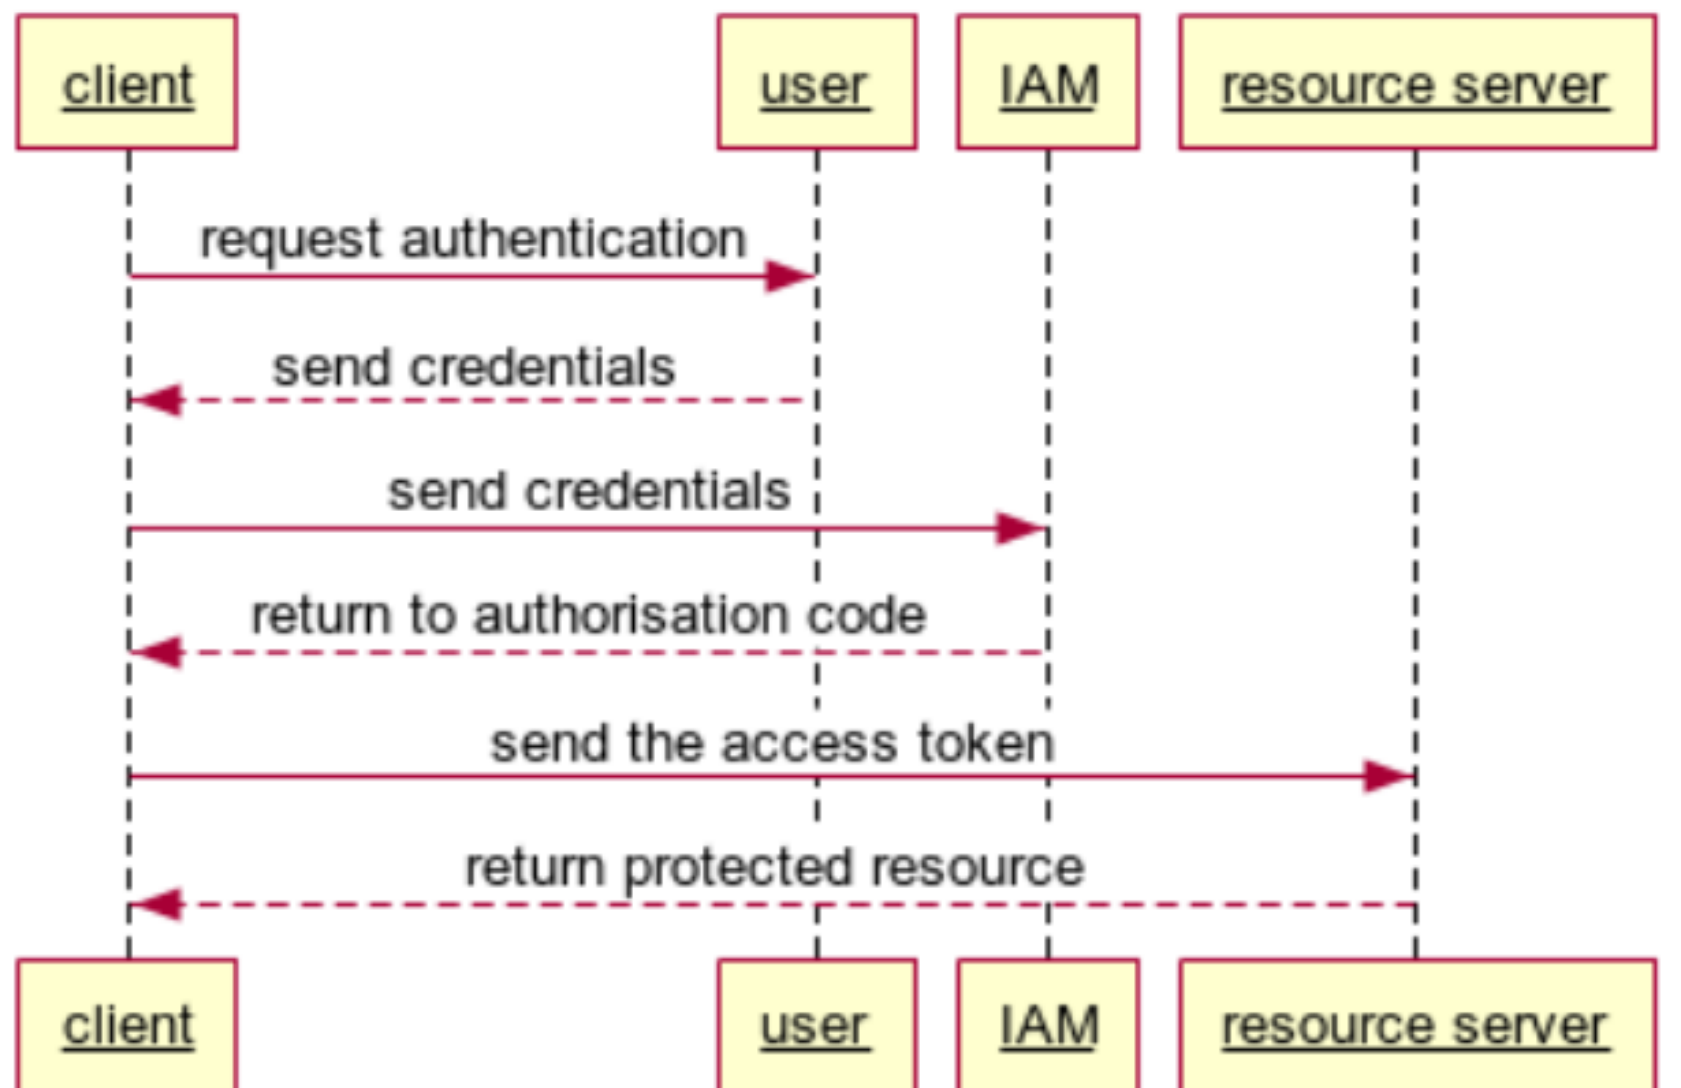 client
user
IAM
resource server
request authentication
send credentials
send credentials
return to authorisation code
send the access token
return protected resource
client
user
IAM
resource server